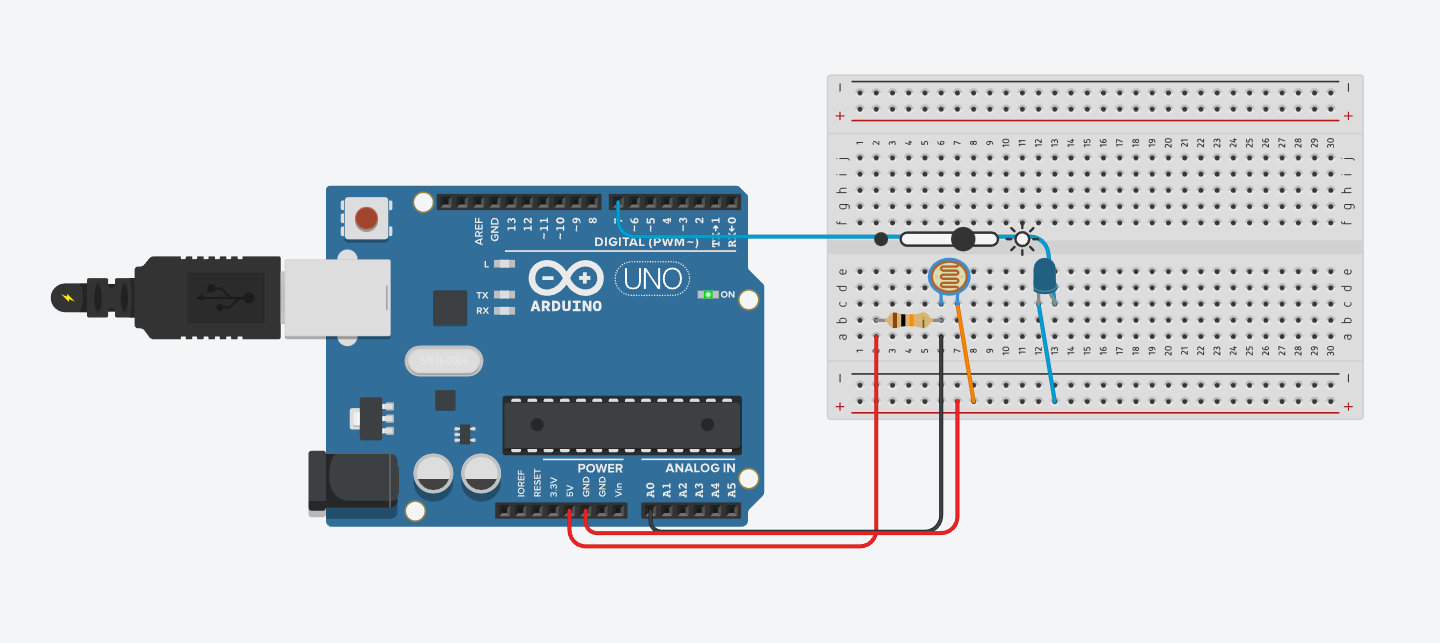 − −
+ +
1 2 3 4 5 6 7 8 9 10 11 12 13 14 15 16 17 18 19 20 21 22 23 24 25 26 27 28 29 30
j j
i i
h h
g g
f f
AREF GND 13 12 ~11 ~10 ~9 8 7 ~6 ~5 4 ~3 2 TX→1 RX←0
DIGITAL (PWM~)
L
TX
RX
UNO
ON
ARDUINO
e e
d d
c c
b b
a a
1 2 3 4 5 6 7 8 9 10 11 12 13 14 15 16 17 18 19 20 21 22 23 24 25 26 27 28 29 30
− −
+ +
POWER ANALOG IN
IOREF RESET 3.3V 5V GND GND Vin A0 A1 A2 A3 A4 A5